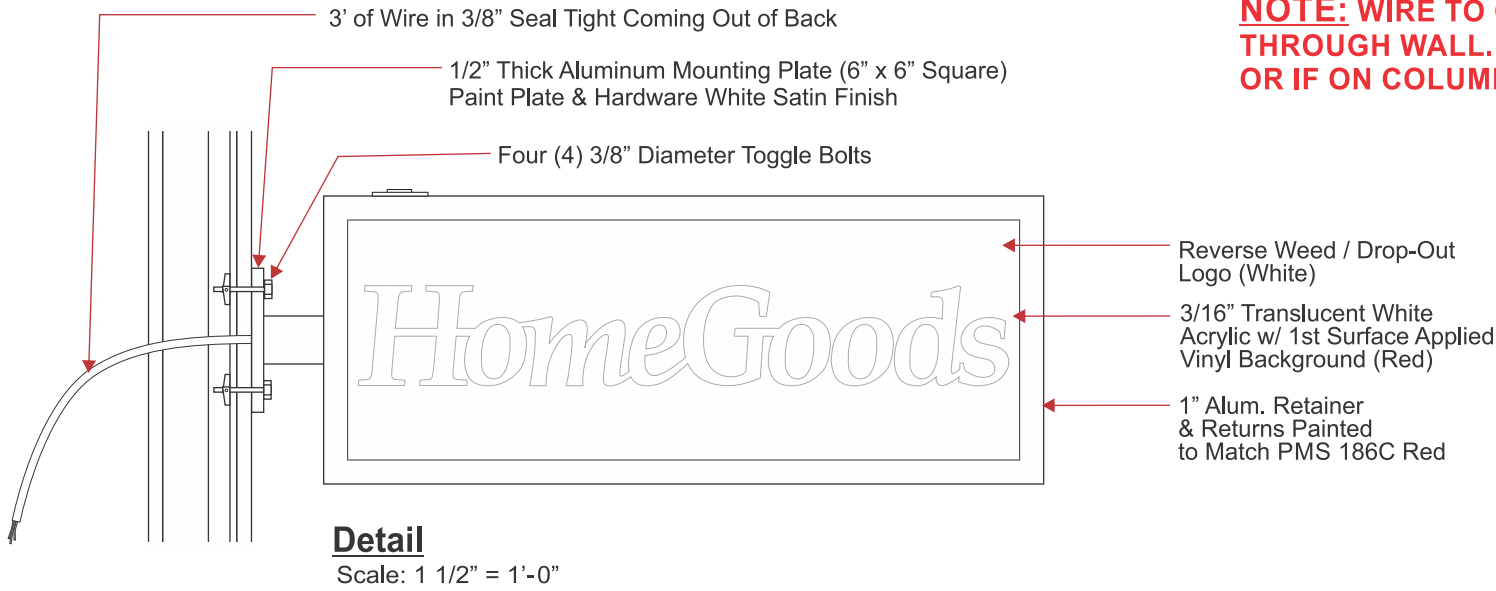 3’ of Wire in 3/8” Seal Tight Coming Out of Back
NOTE: WIRE TO
THROUGH WALL.
OR IF ON
1/2” Thick Aluminum Mounting Plate (6” x 6” Square)
Paint Plate & Hardware White Satin Finish
Four (4) 3/8” Diameter Toggle Bolts
HomeGoods
Reverse Weed / Drop-Out
Logo (White)
3/16” Translucent White
Acrylic w/ 1st Surface Applied
Vinyl Background (Red)
1” Alum. Retainer
& Returns Painted
to Match PMS 186C Red
Detail
Scale: 1 1/2” = 1’-0”